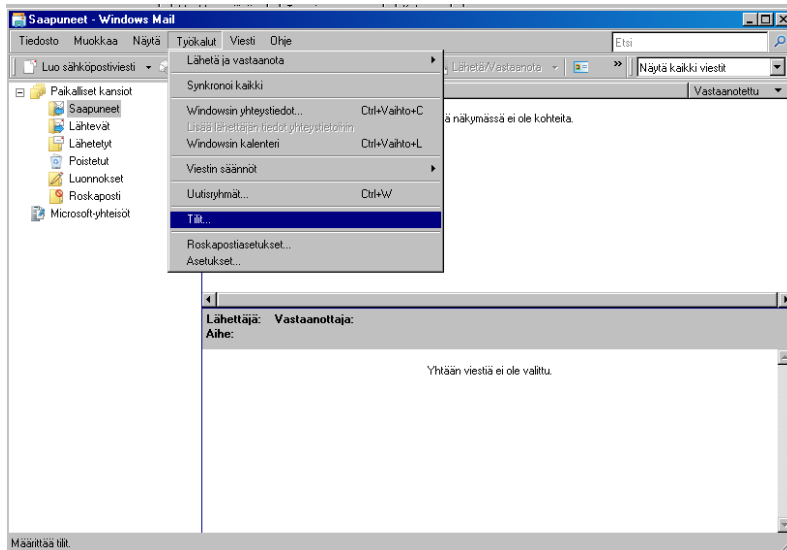 Saapuneet - Windows Mail
Tiedosto Muokkaa Näytä Työkalut Viesti Ohje
Etsi
Luo sähköpostiviesti
Lähetä/Vastaanota
»
Näytä kaikki viestit
Paikalliset kansiot
Saapuneet
Lähtevät
Lähetetyt
Poistetut
Luonnokset
Roskaposti
Microsoft-yhteisöt
Lähetä ja vastaanota
Synkronoi kaikki
Windowsin yhteystiedot... Ctrl+Vaihto+C
Lisää lähettäjän tiedot yhteystietoihin
Windowsin kalenteri Ctrl+Vaihto+L
Viestin säännöt
Uutisryhmät... Ctrl+W
Tilit...
Roskapostiasetukset...
Asetukset...
Vastaanotettu
ä näkymässä ei ole kohteita.
Lähettäjä: Vastaanottaja:
Aihe:
Yhtään viestiä ei ole valittu.
Määrittää tilit.